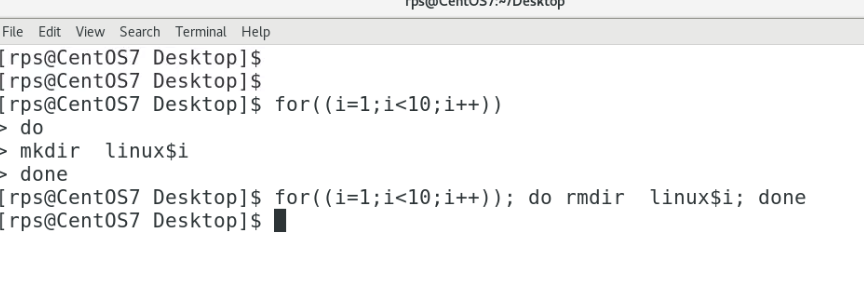 rps@CentOS7:~/Desktop
File Edit View Search Terminal Help
[rps@CentOS7 Desktop]$
[rps@CentOS7 Desktop]$
[rps@CentOS7 Desktop]$ for((i=1;i<10;i++))
> do
> mkdir  linux$i
> done
[rps@CentOS7 Desktop]$ for((i=1;i<10;i++)); do rmdir  linux$i; done
[rps@CentOS7 Desktop]$